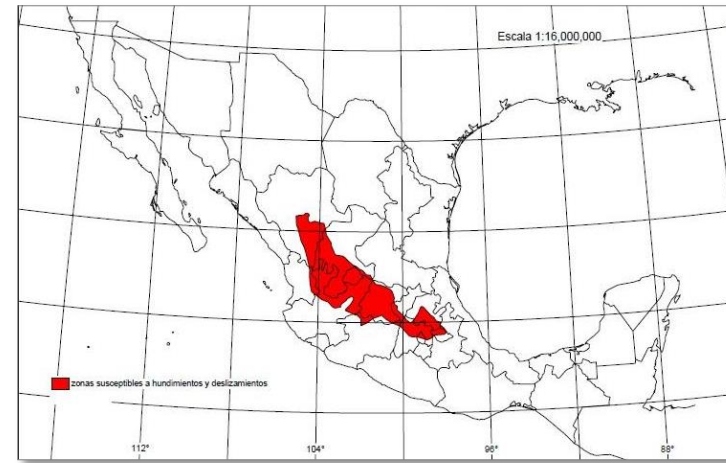 Escala 1:16,000,000
zonas susceptibles a hundimientos y deslizamientos
112° 104° 96° 88°